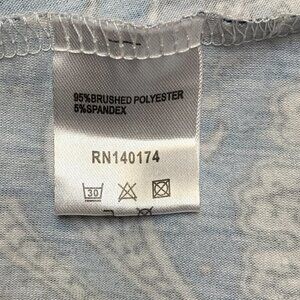 95%BRUSHED POLYESTER
5%SPANDEX
RN140174
30